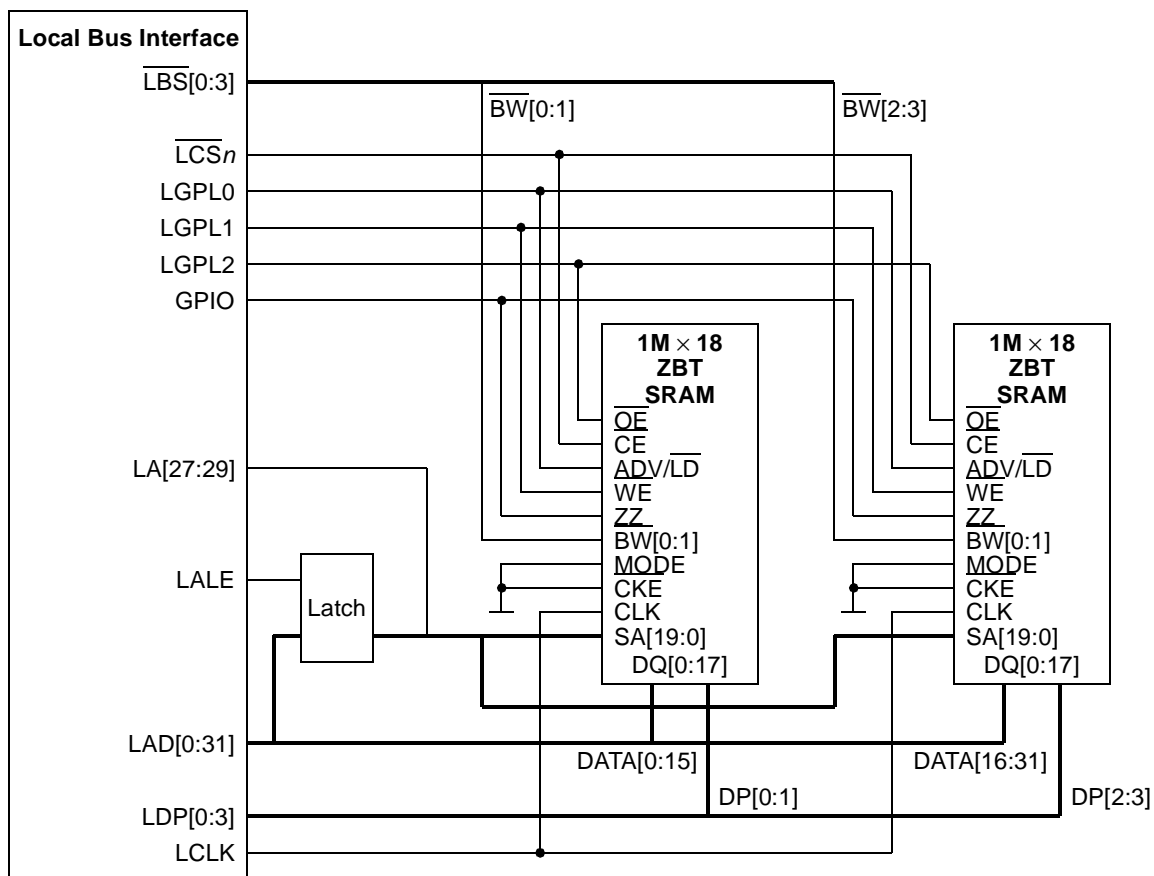 Local Bus Interface
LBS[0:3]
BW[0:1]
BW[2:3]
LCSn
LGPL0
LGPL1
LGPL2
GPIO
1M × 18
ZBT
SRAM
OE
CE
ADV/LD
WE
ZZ
BW[0:1]
MODE
CKE
CLK
SA[19:0]
DQ[0:17]
1M × 18
ZBT
SRAM
OE
CE
ADV/LD
WE
ZZ
BW[0:1]
MODE
CKE
CLK
SA[19:0]
DQ[0:17]
LA[27:29]
LALE
Latch
LAD[0:31]
DATA[0:15]
DATA[16:31]
DP[0:1]
DP[2:3]
LDP[0:3]
LCLK